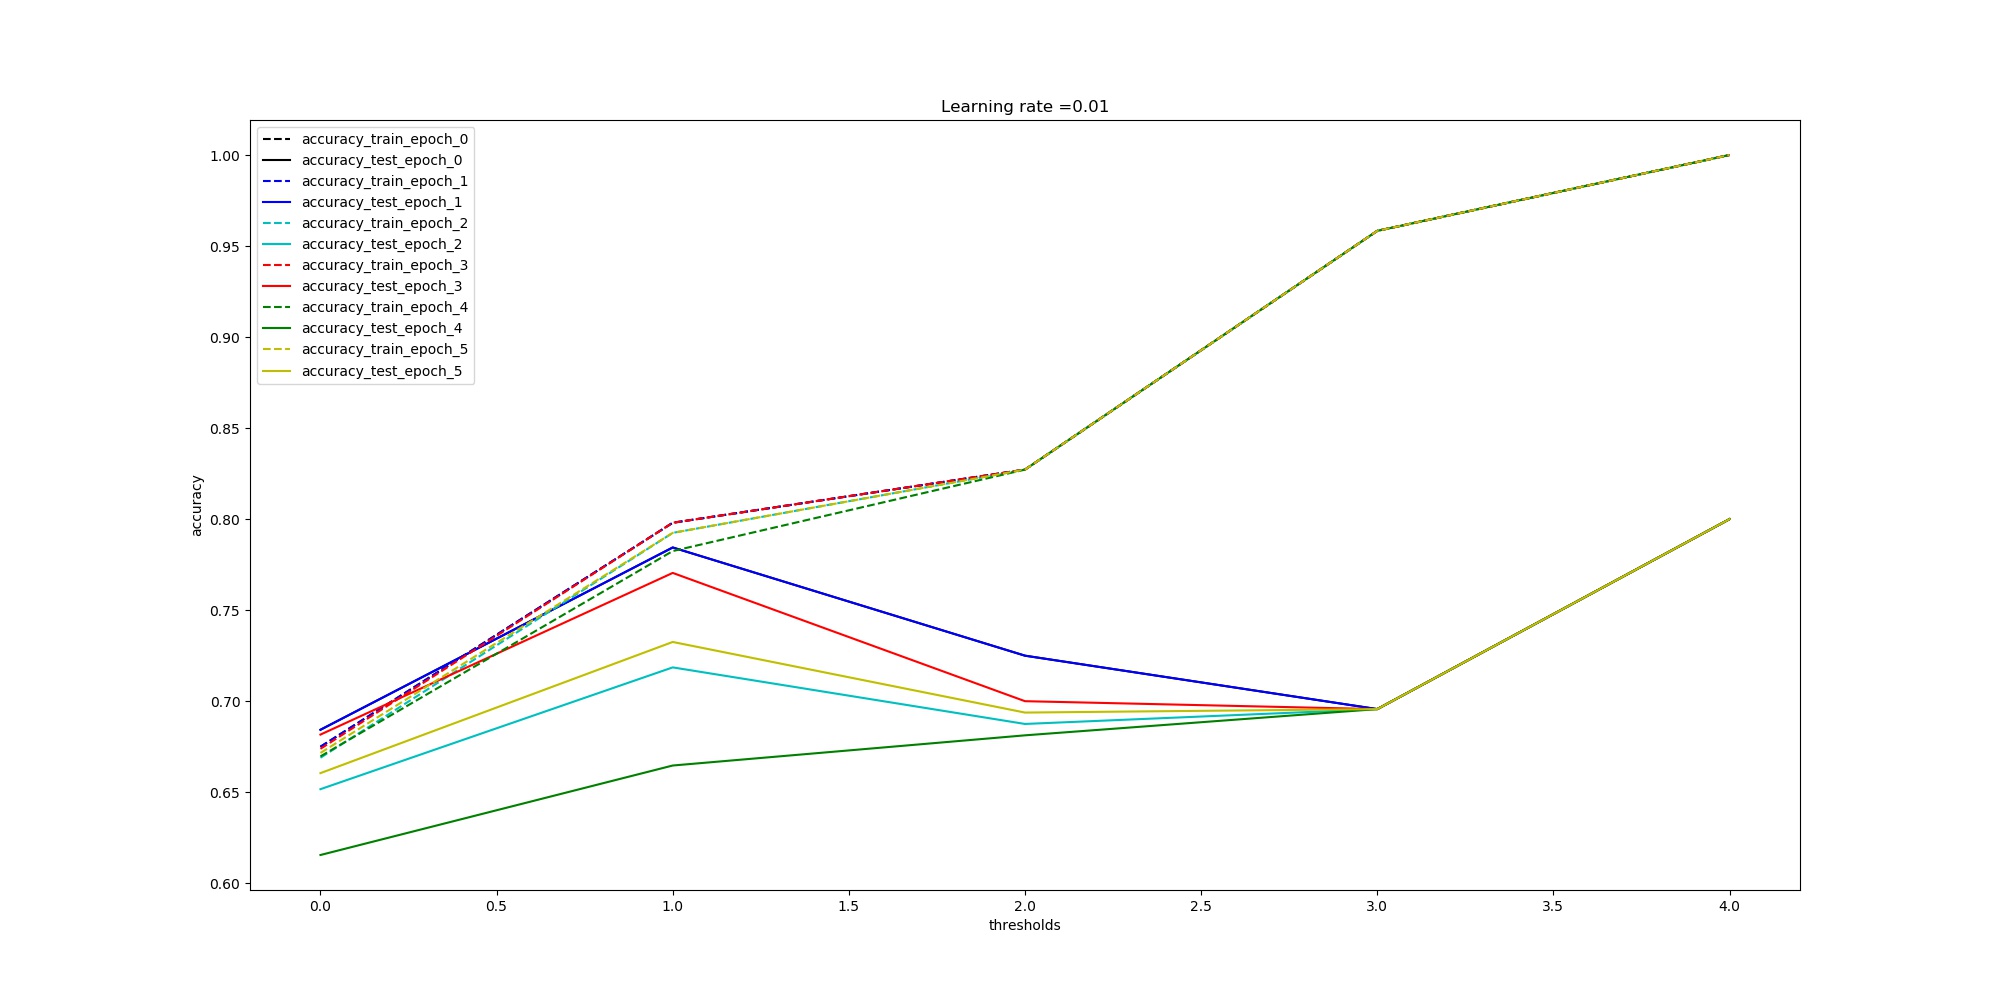 Learning rate =0.01
accuracy_train_epoch_0
accuracy_test_epoch_0
accuracy_train_epoch_1
accuracy_test_epoch_1
accuracy_train_epoch_2
accuracy_test_epoch_2
accuracy_train_epoch_3
accuracy_test_epoch_3
accuracy_train_epoch_4
accuracy_test_epoch_4
accuracy_train_epoch_5
accuracy_test_epoch_5
1.00
0.95
0.90
0.85
0.80
0.75
0.70
0.65
0.60
accuracy
0.0 0.5 1.0 1.5 2.0 2.5 3.0 3.5 4.0
thresholds